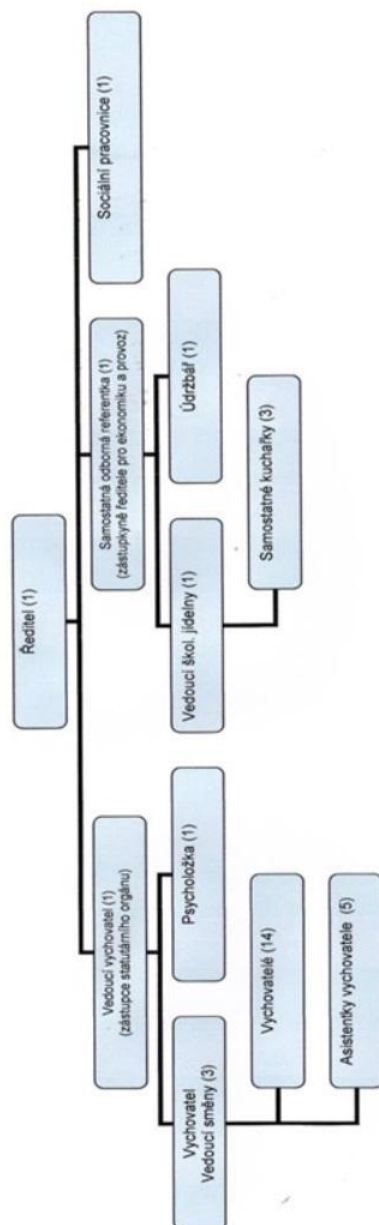 Ředitel (1)
Vedoucí vychovatel (1)
(zástupce statutárního orgánu)
Samostatná odborná referentka (1)
(zástupkyně ředitele pro ekonomiku a provoz)
Sociální pracovnice (1)
Vychovatel
Vedoucí směny (3)
Psycholožka (1)
Vedoucí škol. jídelny (1)
Údržbář (1)
Vychovatelé (14)
Samostatné kuchařky (3)
Asistentky vychovatele (5)